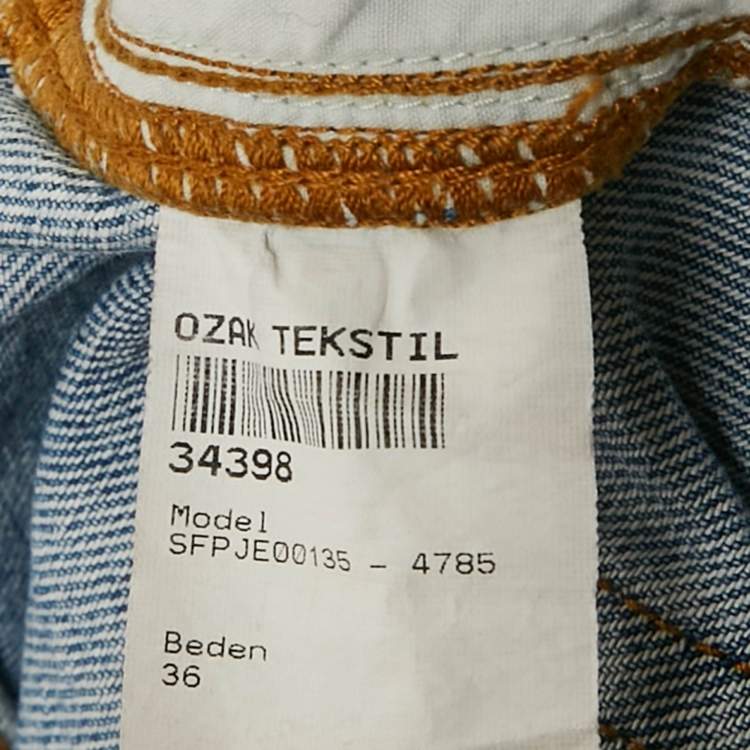 OZAK TEKSTIL
34398
Model
SFPJE00135 - 4785
Beden
36